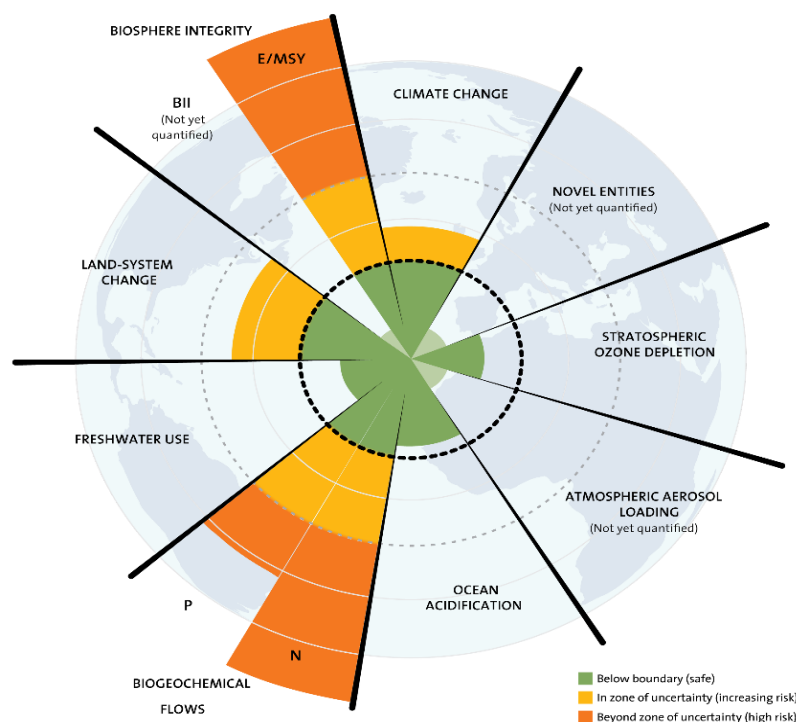 BIOSPHERE INTEGRITY
E/MSY
BII
(Not yet
quantified)
CLIMATE CHANGE
NOVEL ENTITIES
(Not yet quantified)
LAND-SYSTEM
CHANGE
STRATOSPHERIC
OZONE DEPLETION
FRESHWATER USE
ATMOSPHERIC AEROSOL
LOADING
(Not yet quantified)
OCEAN
ACIDIFICATION
P
N
BIOGEOCHEMICAL
FLOWS
Below boundary (safe)
In zone of uncertainty (increasing risk)
Beyond zone of uncertainty (high risk)